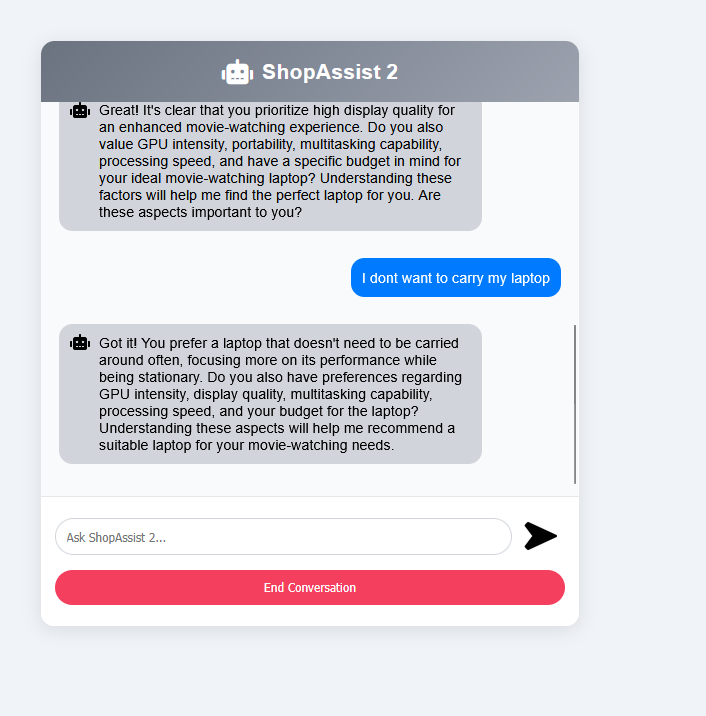 ShopAssist 2
Great! It's clear that you prioritize high display quality for
an enhanced movie-watching experience. Do you also
value GPU intensity, portability, multitasking capability,
processing speed, and have a specific budget in mind for
your ideal movie-watching laptop? Understanding these
factors will help me find the perfect laptop for you. Are
these aspects important to you?
I dont want to carry my laptop
Got it! You prefer a laptop that doesn't need to be carried
around often, focusing more on its performance while
being stationary. Do you also have preferences regarding
GPU intensity, display quality, multitasking capability,
processing speed, and your budget for the laptop?
Understanding these aspects will help me recommend a
suitable laptop for your movie-watching needs.
Ask ShopAssist 2...
End Conversation